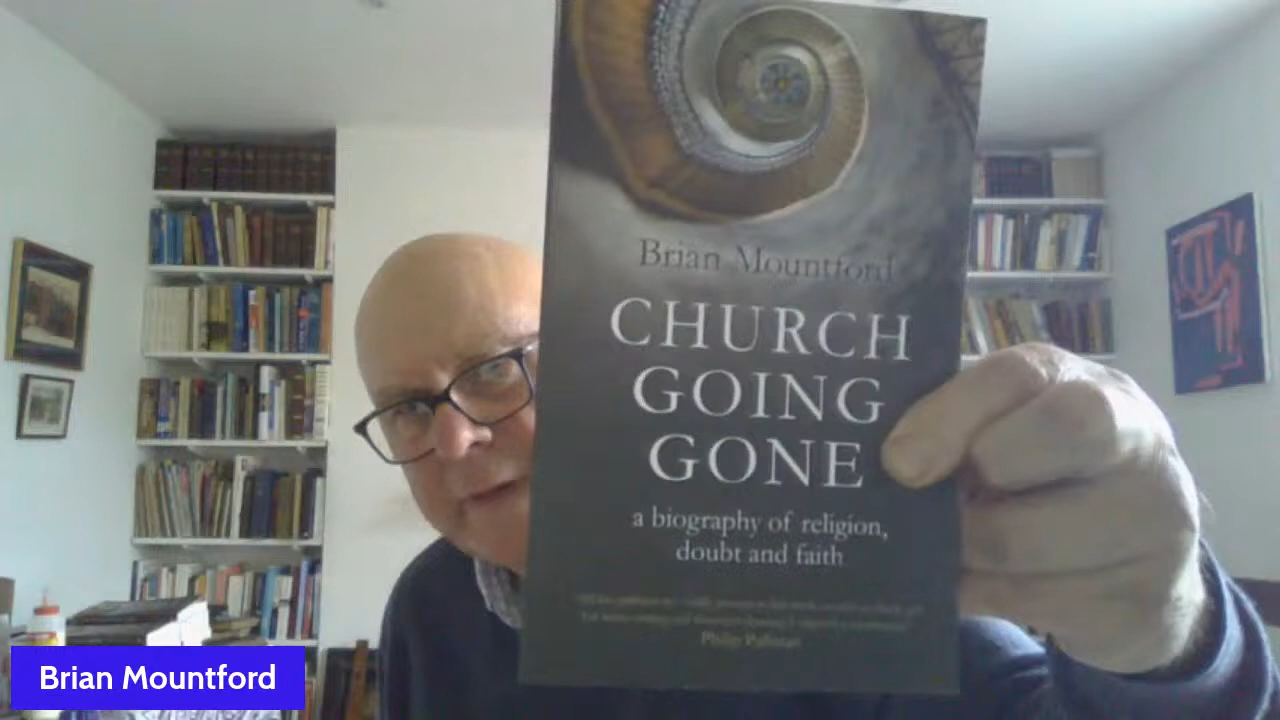 Brian Mountford
CHURCH
GOING
GONE
a biography of religion,
doubt and faith
Philip Pullman
Brian Mountford